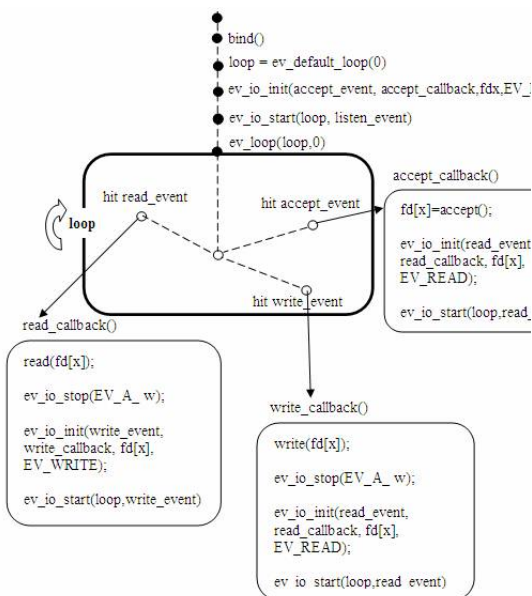 bind()
loop = ev_default_loop(0)
ev_io_init(accept_event, accept_callback,fdx,EV_
ev_io_start(loop, listen_event)
ev_loop(loop,0)
hit read_event
hit accept_event
loop
hit write_event
accept_callback()
fd[x]=accept();
ev_io_init(read_event
read_callback, fd[x],
EV_READ);
ev_io_start(loop,read_
read_callback()
read(fd[x]);
ev_io_stop(EV_A_ w);
ev_io_init(write_event,
write_callback, fd[x],
EV_WRITE);
ev_io_start(loop,write_event)
write_callback()
write(fd[x]);
ev_io_stop(EV_A_ w);
ev_io_init(read_event,
read_callback, fd[x],
EV_READ);
ev_io_start(loop,read_event)